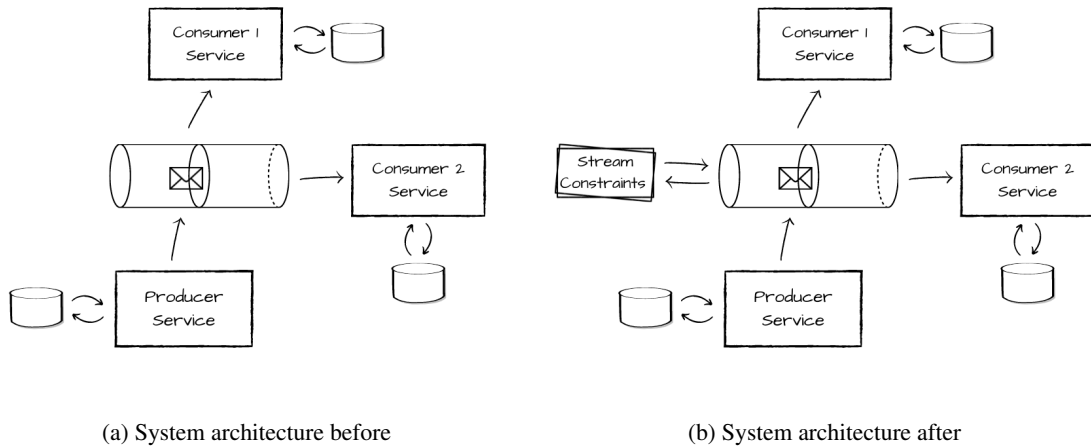 Consumer 1
Service
Consumer 2
Service
Producer
Service
(a) System architecture before
Consumer 1
Service
Stream
Constraints
Consumer 2
Service
Producer
Service
(b) System architecture after